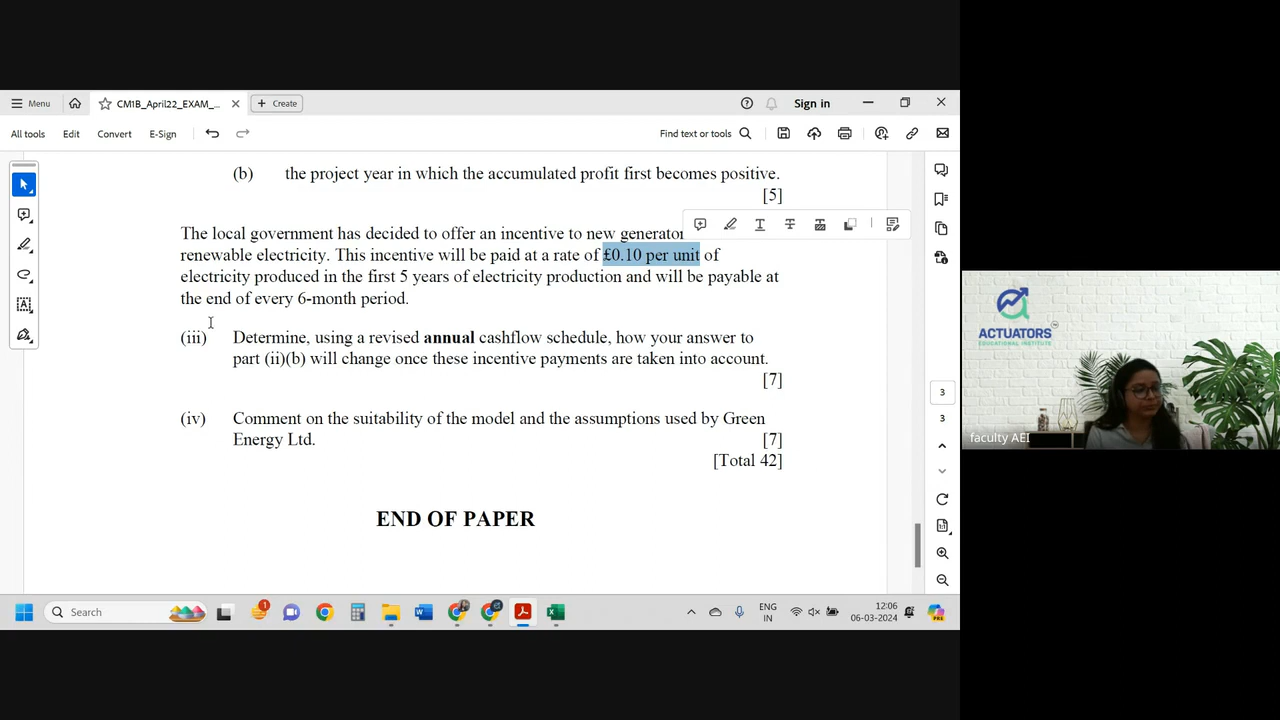 Menu
CM1B_April22_EXAM_...
Create
Sign in
All tools
Edit
Convert
E-Sign
Find text or tools
(b) the project year in which the accumulated profit first becomes positive.
[5]
The local government has decided to offer an incentive to new generator
renewable electricity. This incentive will be paid at a rate of £0.10 per unit of
electricity produced in the first 5 years of electricity production and will be payable at
the end of every 6-month period.
(iii) Determine, using a revised annual cashflow schedule, how your answer to
part (ii)(b) will change once these incentive payments are taken into account.
[7]
(iv) Comment on the suitability of the model and the assumptions used by Green
Energy Ltd.
[7]
[Total 42]
END OF PAPER
3
3
ACTUATORS
EDUCATIONAL INSTITUTE
faculty AEI
Search
1
ENG
IN
12:06
06-03-2024